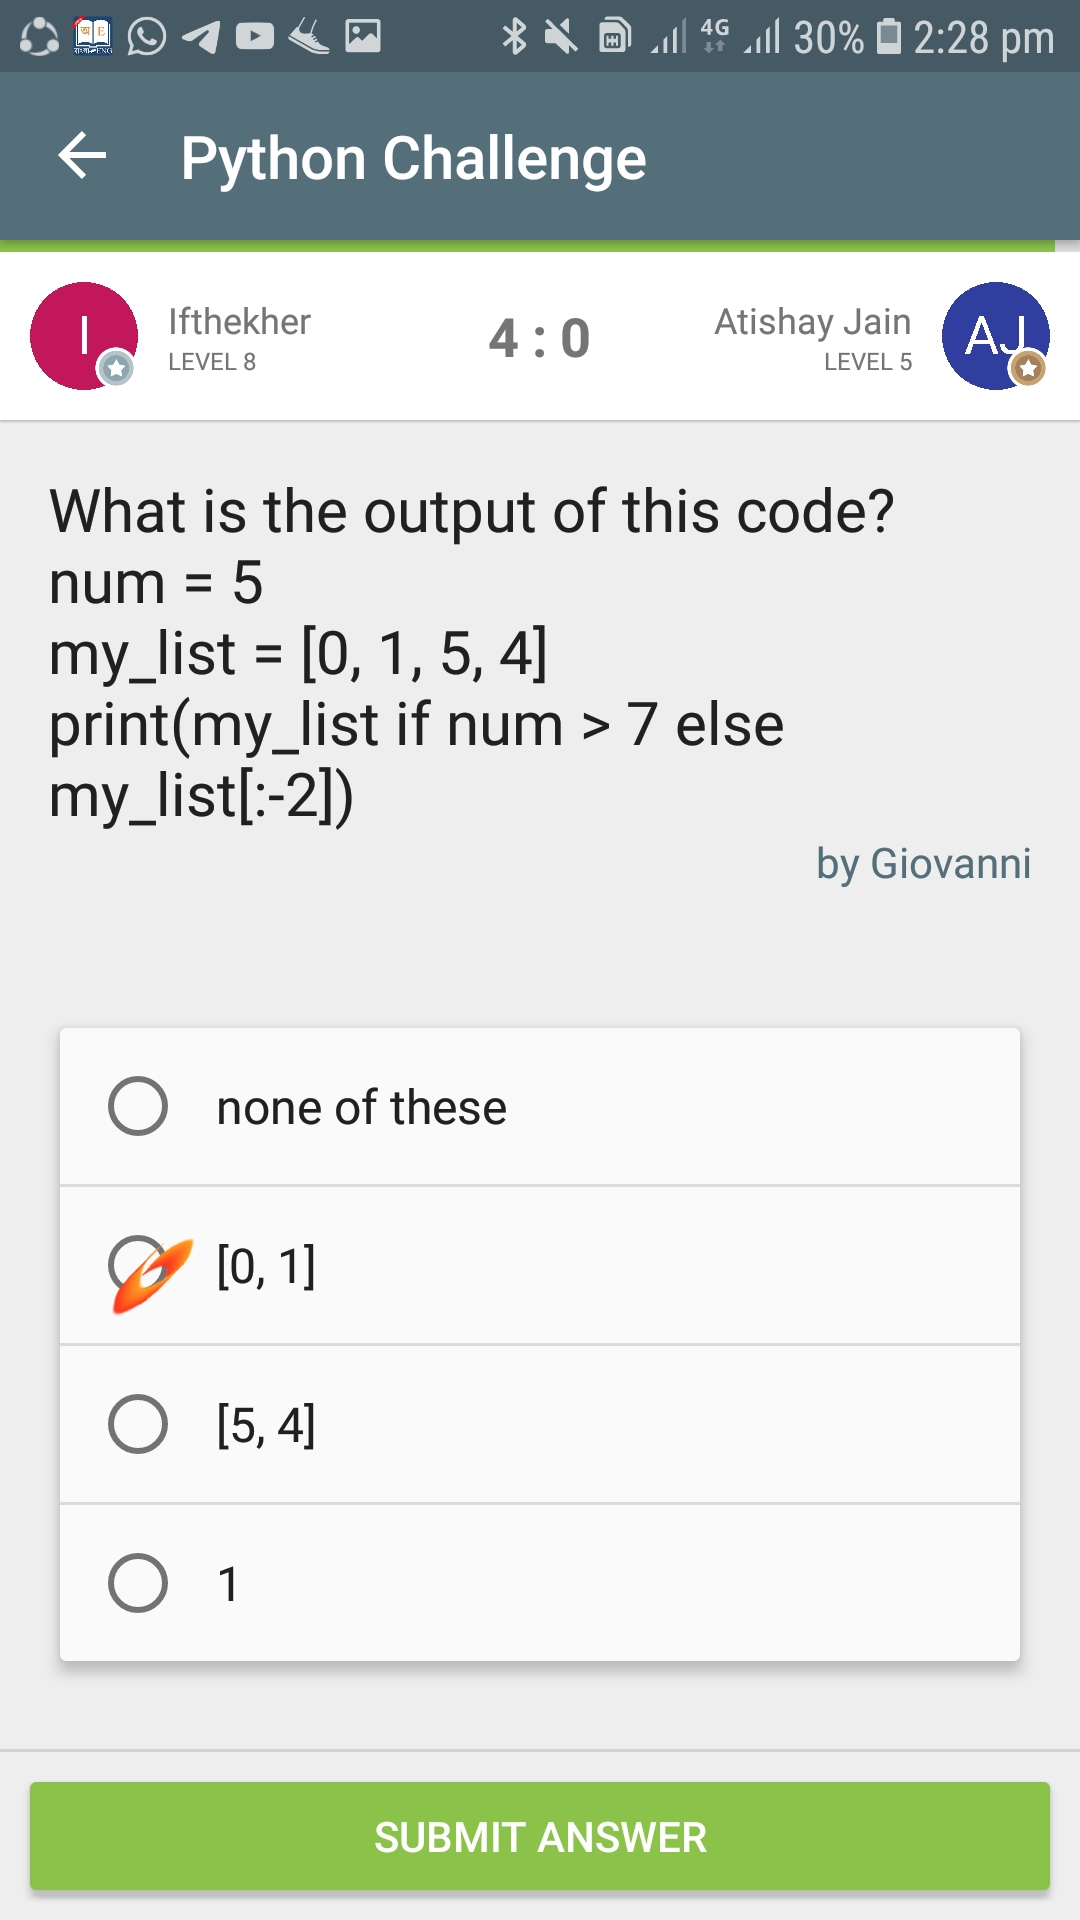 4G 30% 2:28 pm
Python Challenge
I
Ifthekher
LEVEL 8
4 : 0
Atishay Jain
LEVEL 5
AJ
What is the output of this code?
num = 5
my_list = [0, 1, 5, 4]
print(my_list if num > 7 else
my_list[:-2])
by Giovanni
none of these
[0, 1]
[5, 4]
1
SUBMIT ANSWER